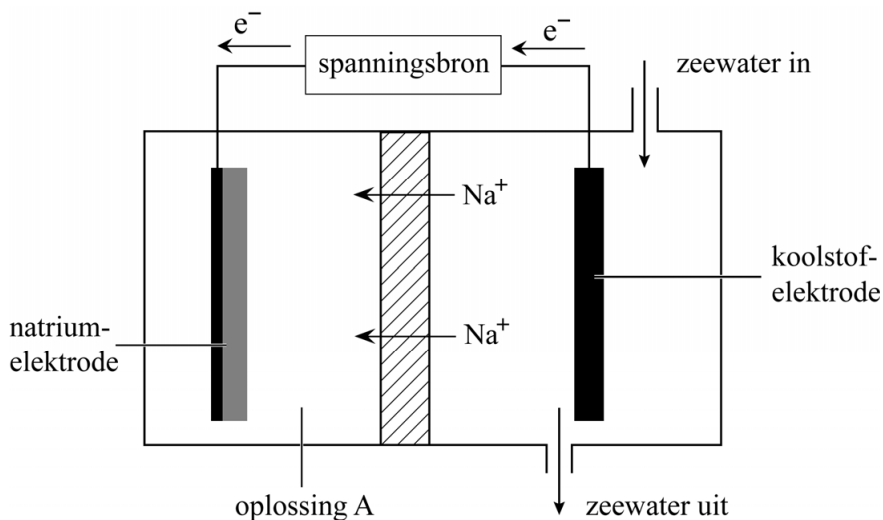 e⁻
e⁻
spanningsbron
zeewater in
Na⁺
koolstof-
elektrode
natrium-
elektrode
Na⁺
oplossing A
zeewater uit